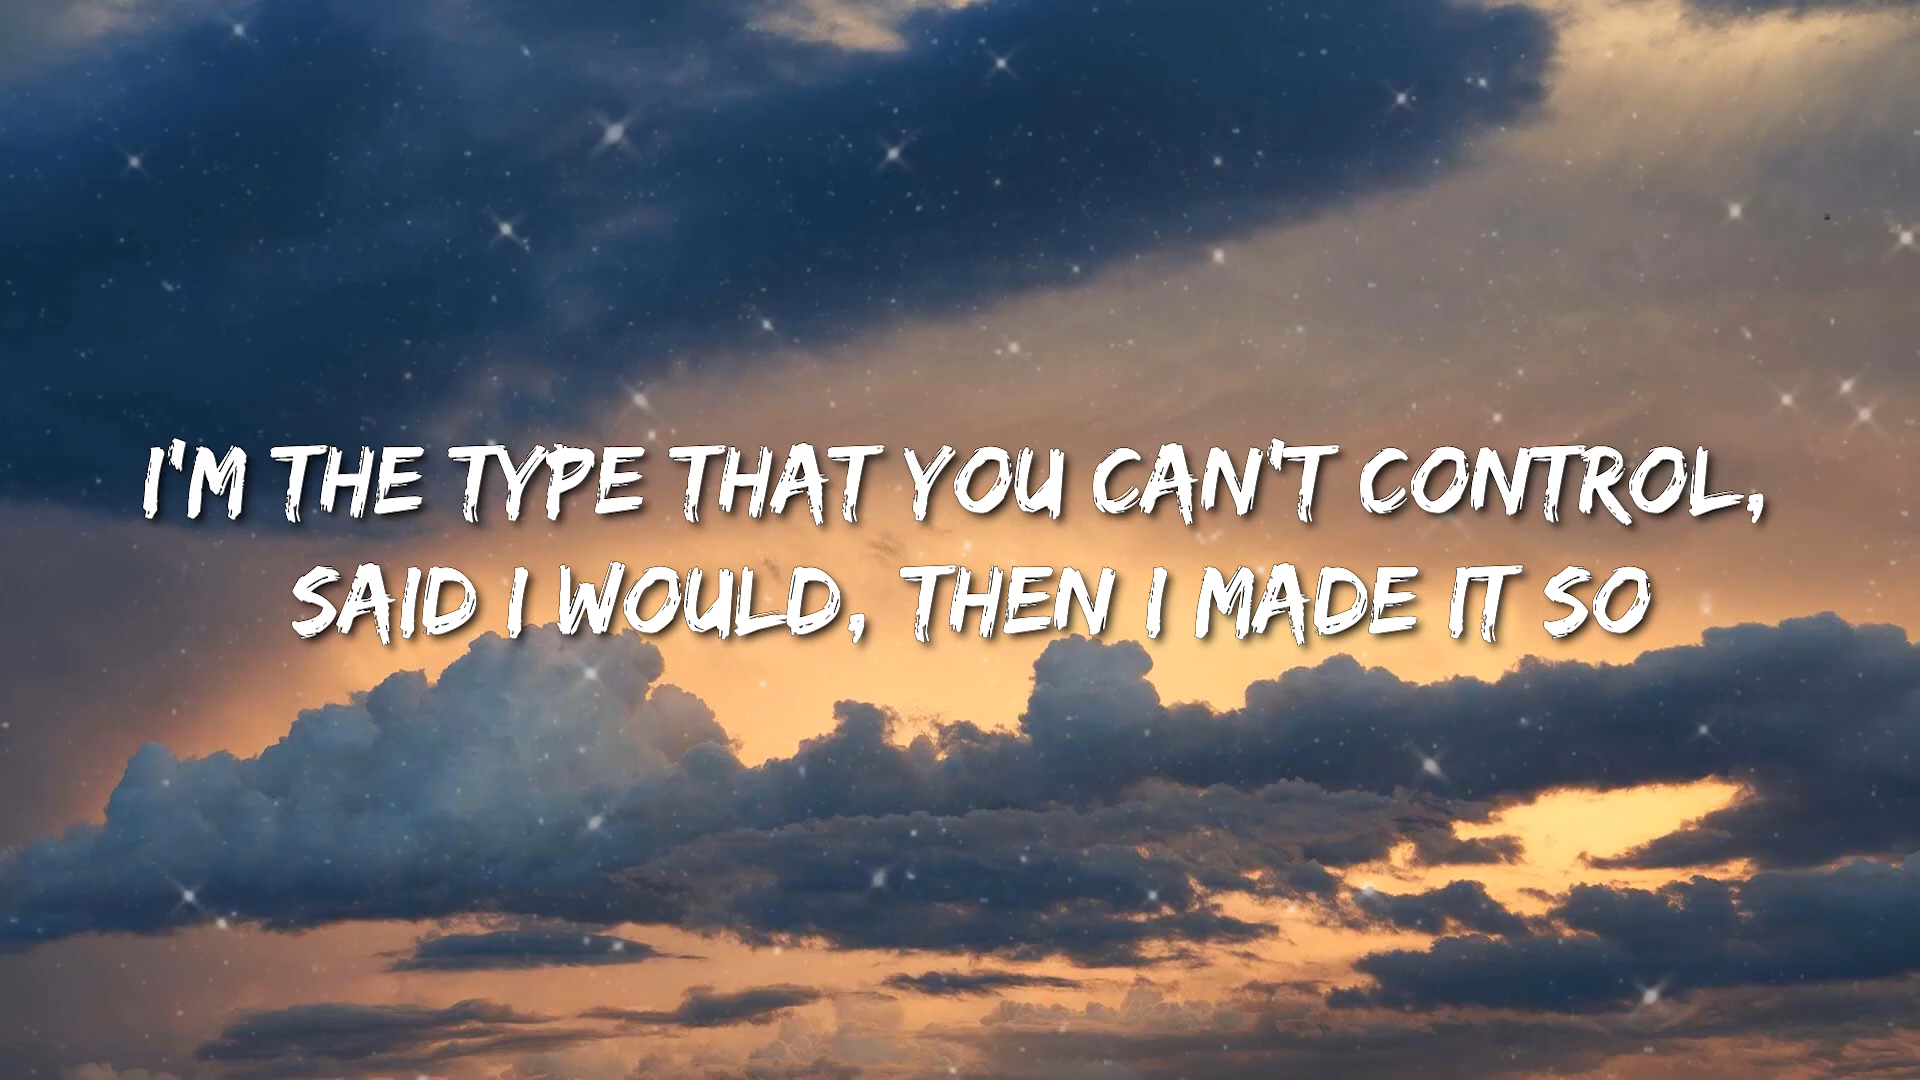 I'M THE TYPE THAT YOU CAN'T CONTROL,
SAID I WOULD, THEN I MADE IT SO